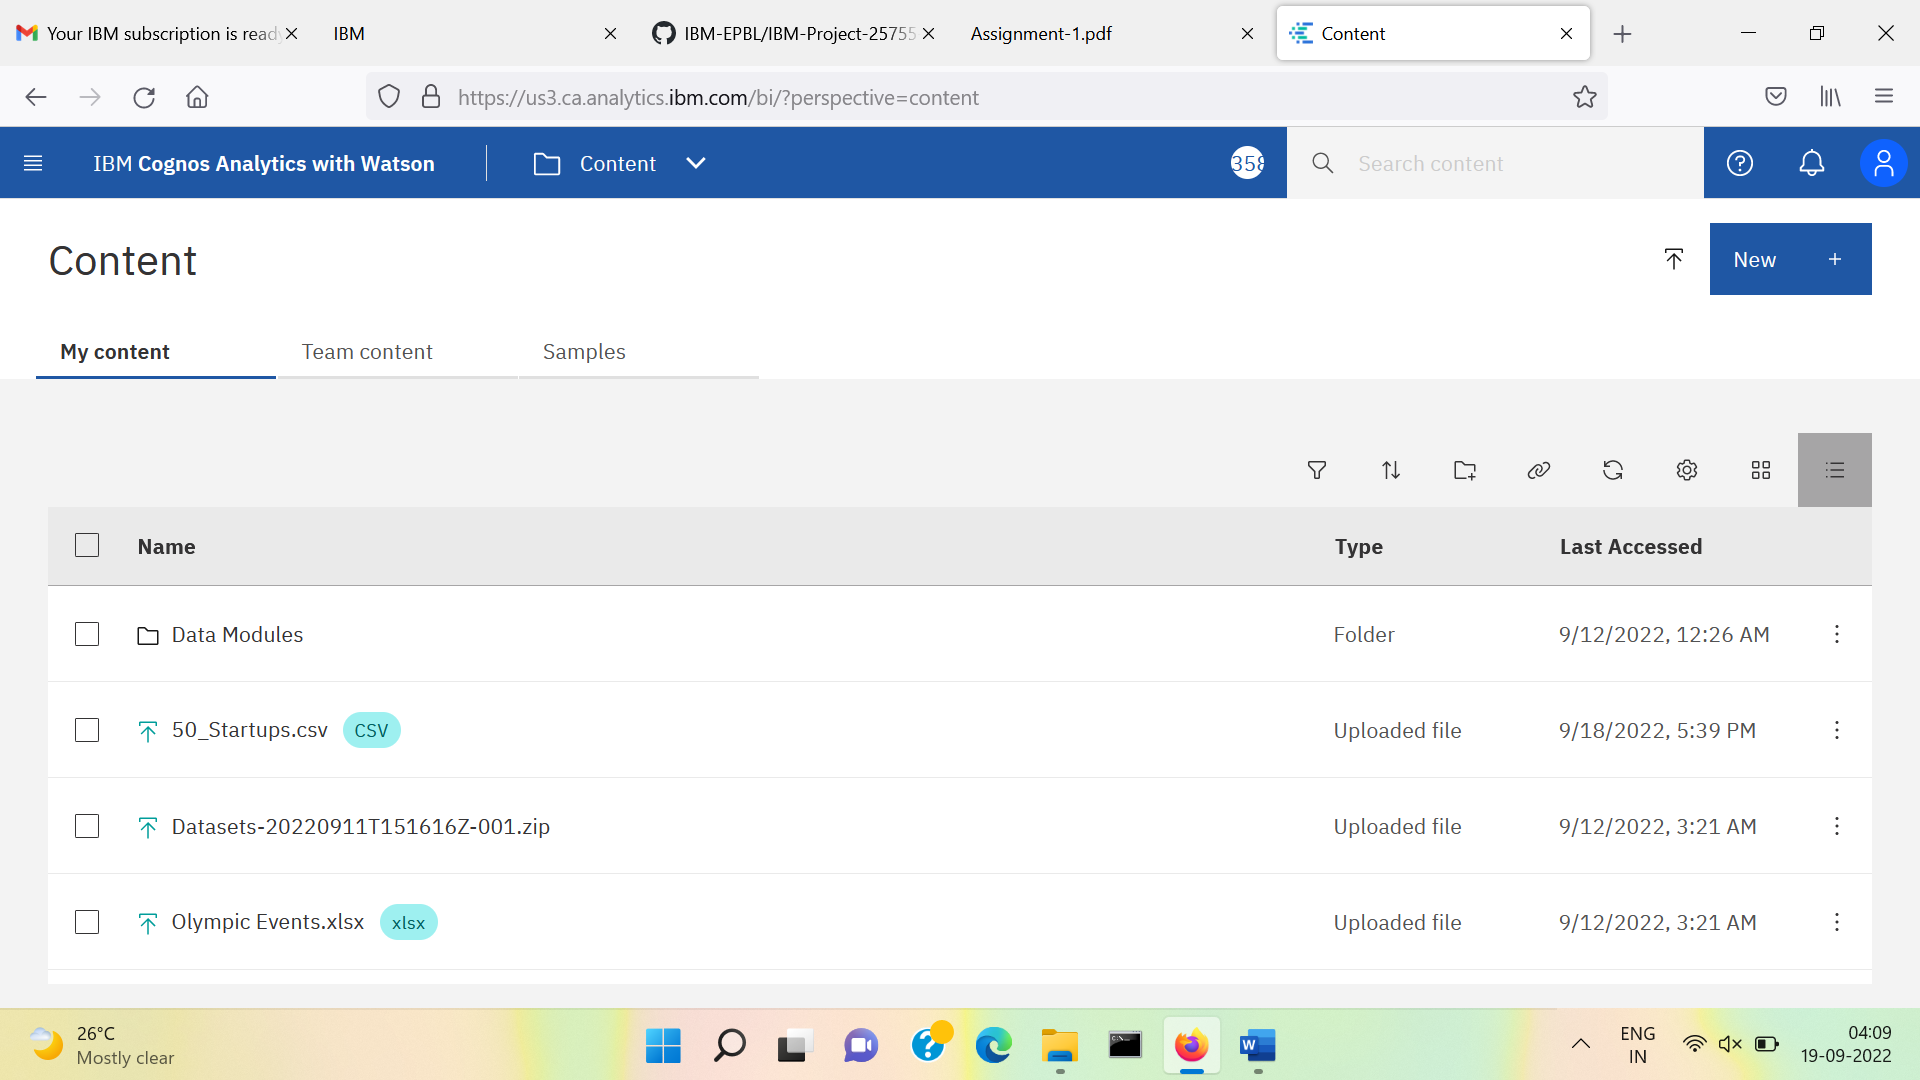 Your IBM subscription is read
IBM
IBM-EPBL/IBM-Project-25755
Assignment-1.pdf
Content
https://us3.ca.analytics.ibm.com/bi/?perspective=content
IBM Cognos Analytics with Watson
Content
358
Search content
Content
New +
My content
Team content
Samples
Name Type Last Accessed
Data Modules Folder 9/12/2022, 12:26 AM
50_Startups.csv CSV Uploaded file 9/18/2022, 5:39 PM
Datasets-20220911T151616Z-001.zip Uploaded file 9/12/2022, 3:21 AM
Olympic Events.xlsx xlsx Uploaded file 9/12/2022, 3:21 AM
26°C
Mostly clear
ENG
IN
04:09
19-09-2022